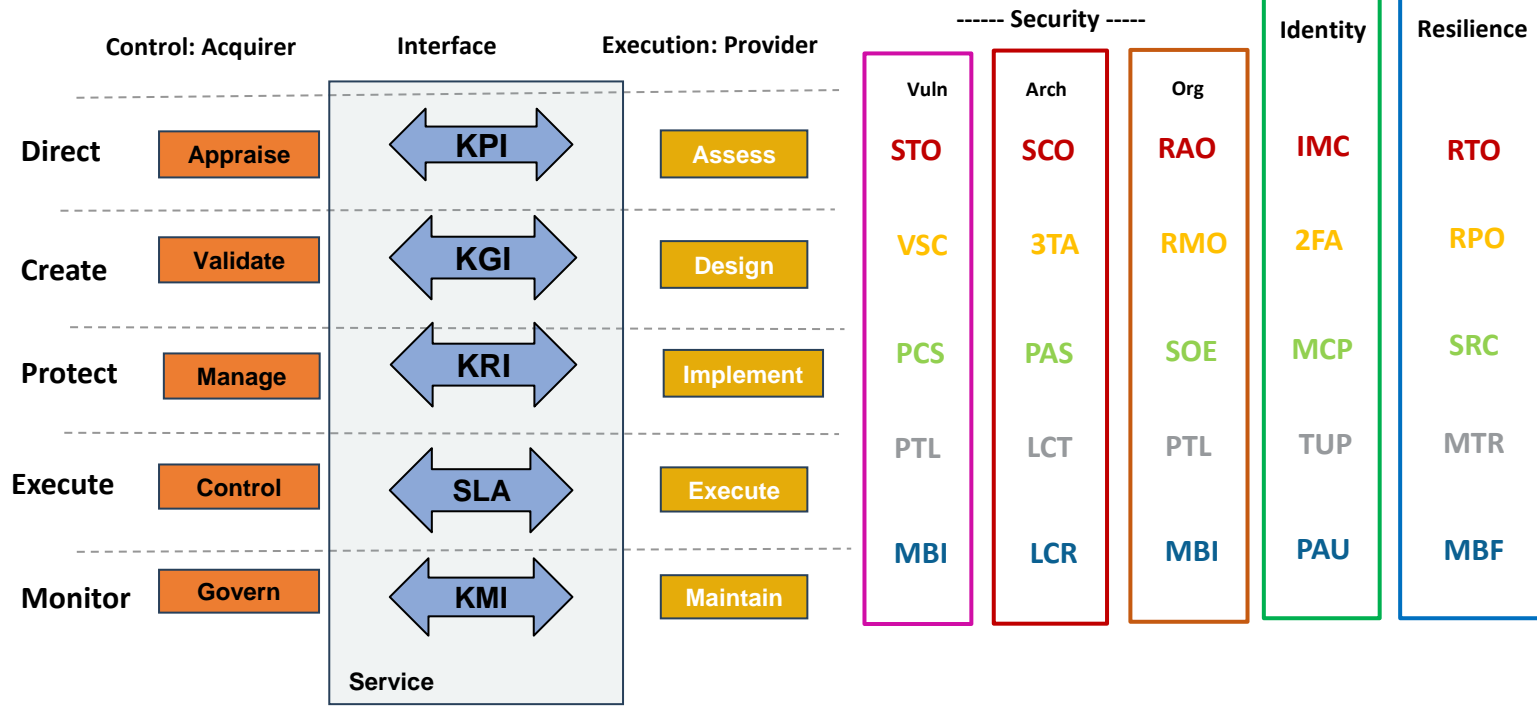 ------ Security -----
Identity
Resilience
Control: Acquirer
Interface
Execution: Provider
Vuln
Arch
Org
Direct
Appraise
KPI
Assess
STO
SCO
RAO
IMC
RTO
Create
Validate
KGI
Design
VSC
3TA
RMO
2FA
RPO
Protect
Manage
KRI
Implement
PCS
PAS
SOE
MCP
SRC
Execute
Control
SLA
Execute
PTL
LCT
PTL
TUP
MTR
Monitor
Govern
KMI
Maintain
MBI
LCR
MBI
PAU
MBF
Service